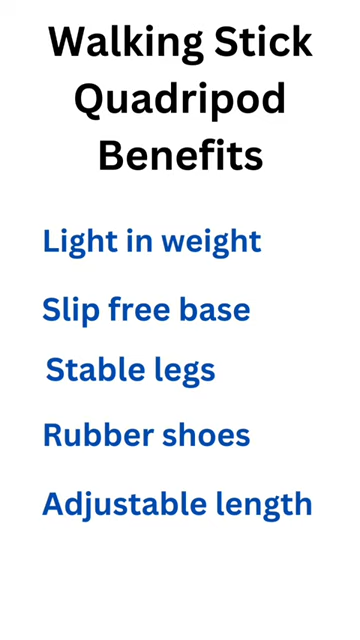 Walking Stick
Quadripod
Benefits
Light in weight
Slip free base
Stable legs
Rubber shoes
Adjustable length